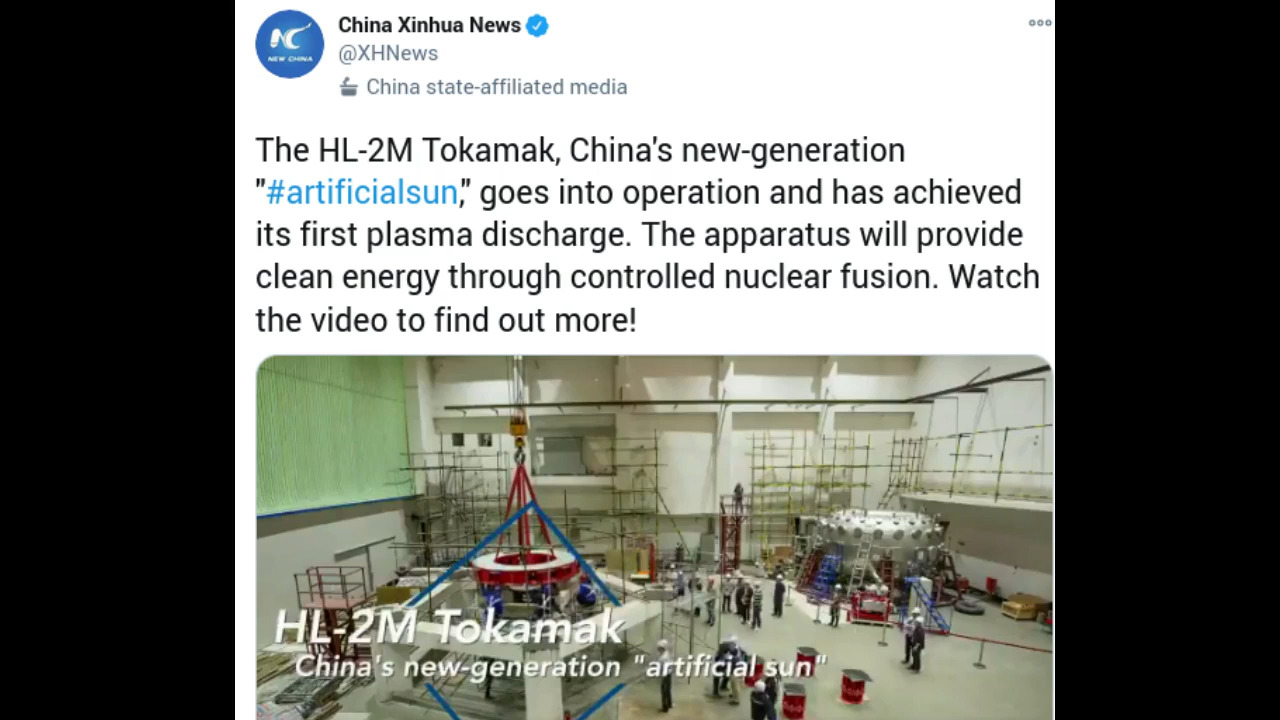 China Xinhua News
@XHNews
China state-affiliated media
The HL-2M Tokamak, China's new-generation
"#artificialsun," goes into operation and has achieved
its first plasma discharge. The apparatus will provide
clean energy through controlled nuclear fusion. Watch
the video to find out more!
HL-2M Tokamak
China's new-generation "artificial sun"
NEW CHINA